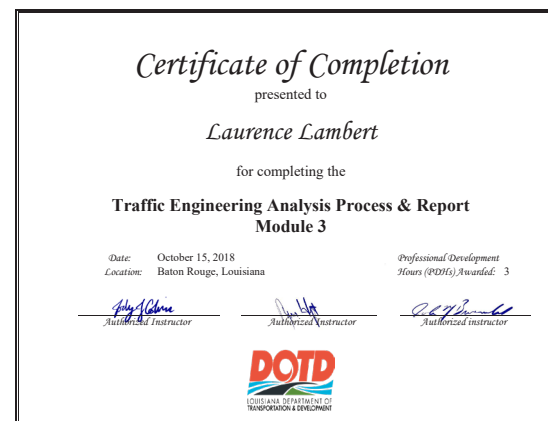 Certificate of Completion
presented to
Laurence Lambert
for completing the
Traffic Engineering Analysis Process & Report
Module 3
Date: October 15, 2018
Location: Baton Rouge, Louisiana
Professional Development
Hours (PDHs) Awarded: 3
Authorized Instructor
Authorized Instructor
Authorized instructor
DOTD
LOUISIANA DEPARTMENT OF
TRANSPORTATION & DEVELOPMENT